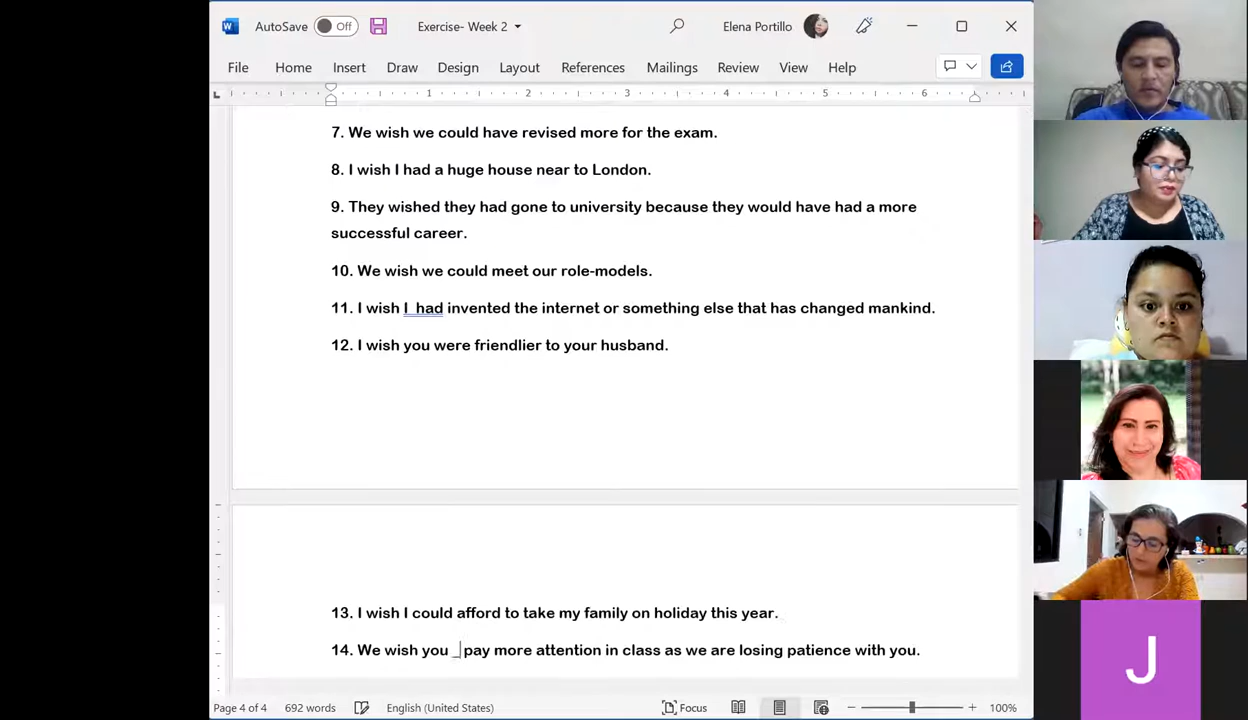 AutoSave Off Exercise- Week 2 Elena Portillo
File Home Insert Draw Design Layout References Mailings Review View Help
1 2 3 4 5 6
7. We wish we could have revised more for the exam.
8. I wish I had a huge house near to London.
9. They wished they had gone to university because they would have had a more
successful career.
10. We wish we could meet our role-models.
11. I wish I  had invented the internet or something else that has changed mankind.
12. I wish you were friendlier to your husband.
13. I wish I could afford to take my family on holiday this year.
14. We wish you _ pay more attention in class as we are losing patience with you.
J
Page 4 of 4 692 words English (United States) Focus 100%